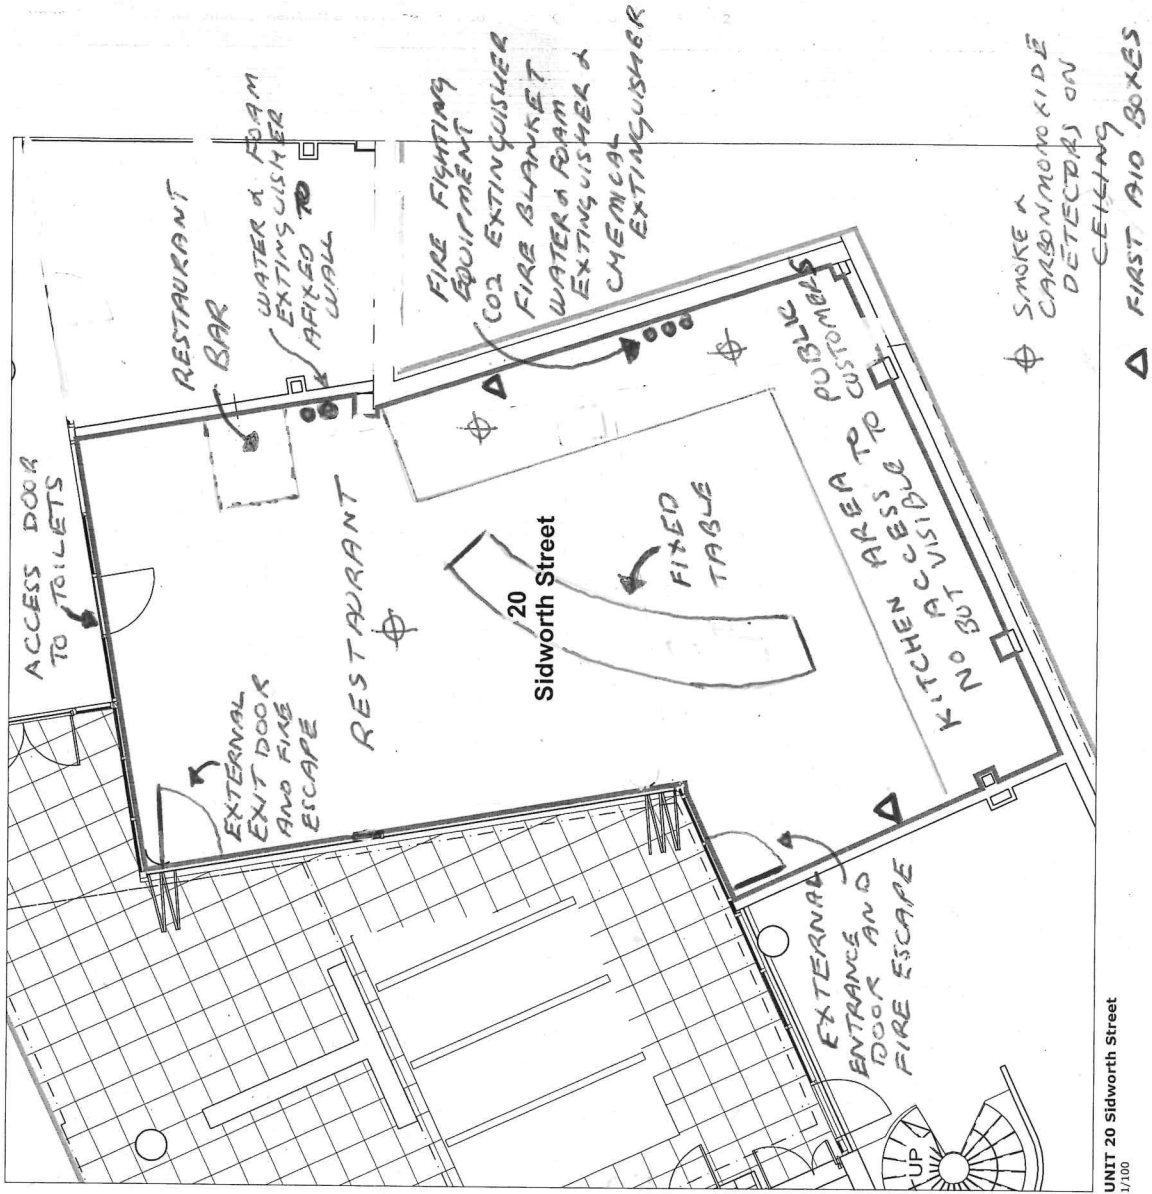 ACCESS DOOR
TO TOILETS
RESTAURANT
BAR
WATER & FOAM
EXTINGUISHER
AFIXED TO
WALL
FIRE FIGHTING
EQUIPMENT
CO2 EXTINGUISHER
FIRE BLANKET
WATER & FOAM
EXTINGUISHER &
CHEMICAL
EXTINGUISHER
EXTERNAL
EXIT DOOR
AND FIRE
ESCAPE
RESTAURANT
20
Sidworth Street
FIXED
TABLE
KITCHEN AREA TO PUBLIC
NO ACCESS TO CUSTOMERS
BUT VISIBLE
EXTERNAL
ENTRANCE
DOOR AND
FIRE ESCAPE
SMOKE &
CARBONMONOXIDE
DETECTORS ON
CEILING
FIRST AID BOXES
UP
UNIT 20 Sidworth Street
1/100